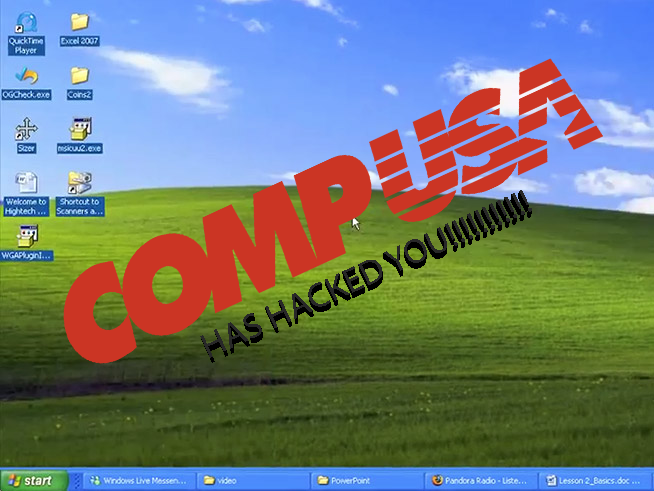 QuickTime Player
Excel 2007
OGCheck.exe
Coins2
Sizer
msicuu2.exe
Welcome to Hightech ...
Shortcut to Scanners a...
WGAPluginI...
COMPUSA
HAS HACKED YOU!!!!!!!!!!!!
start
Windows Live Messen...
video
PowerPoint
Pandora Radio - Liste...
Lesson 2_Basics.doc ...